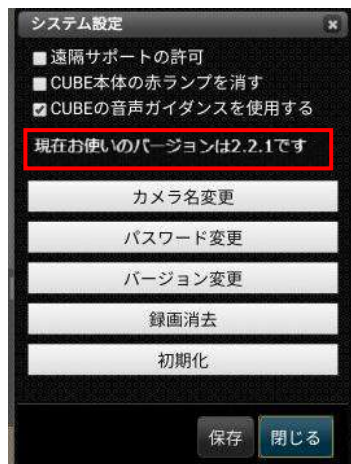 システム設定
遠隔サポートの許可
CUBE本体の赤ランプを消す
CUBEの音声ガイダンスを使用する
現在お使いのバージョンは2.2.1です
カメラ名変更
パスワード変更
バージョン変更
録画消去
初期化
保存 閉じる